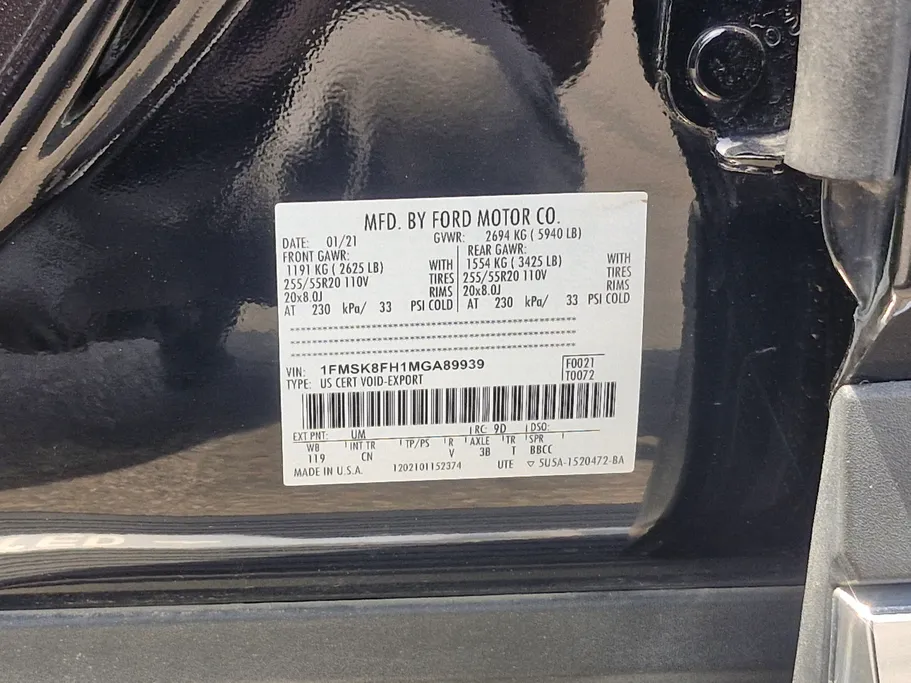 MFD. BY FORD MOTOR CO.
DATE: 01/21 GVWR: 2694 KG ( 5940 LB)
FRONT GAWR: REAR GAWR:
1191 KG ( 2625 LB) WITH 1554 KG ( 3425 LB) WITH
255/55R20 110V TIRES 255/55R20 110V TIRES
20x8.0J RIMS 20x8.0J RIMS
AT 230 kPa/ 33 PSI COLD AT 230 kPa/ 33 PSI COLD
VIN: 1FMSK8FH1MGA89939 F0021
TYPE: US CERT VOID-EXPORT T0072
EXT PNT: UM RC: 9D DSO:
WB INT TR TP/PS R AXLE TR SPR
119 CN V 3B T BBCC
MADE IN U.S.A. 1202101152374 UTE ▽ 5U5A-1520472-BA